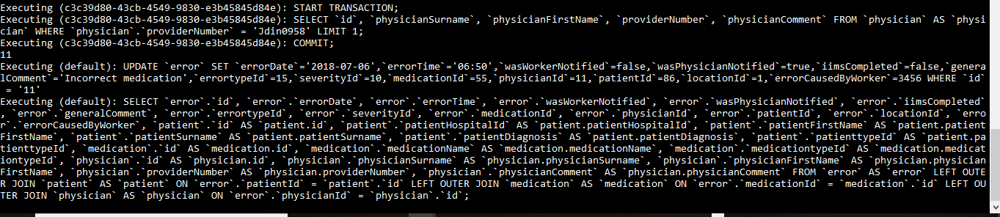 Executing (c3c39d80-43cb-4549-9830-e3b45845d84e): START TRANSACTION;
Executing (c3c39d80-43cb-4549-9830-e3b45845d84e): SELECT `id`, `physicianSurname`, `physicianFirstName`, `providerNumber`, `physicianComment` FROM `physician` AS `physi
cian` WHERE `physician`.`providerNumber` = 'Jdin0958' LIMIT 1;
Executing (c3c39d80-43cb-4549-9830-e3b45845d84e): COMMIT;
11
Executing (default): UPDATE `error` SET `errorDate`='2018-07-06',`errorTime`='06:50',`wasWorkerNotified`=false,`wasPhysicianNotified`=true,`iimsCompleted`=false,`genera
lComment`='Incorrect medication',`errortypeId`=15,`severityId`=10,`medicationId`=55,`physicianId`=11,`patientId`=86,`locationId`=1,`errorCausedByWorker`=3456 WHERE `id`
 = '11'
Executing (default): SELECT `error`.`id`, `error`.`errorDate`, `error`.`errorTime`, `error`.`wasWorkerNotified`, `error`.`wasPhysicianNotified`, `error`.`iimsCompleted`
, `error`.`generalComment`, `error`.`errortypeId`, `error`.`severityId`, `error`.`medicationId`, `error`.`physicianId`, `error`.`patientId`, `error`.`locationId`, `erro
r`.`errorCausedByWorker`, `patient`.`id` AS `patient.id`, `patient`.`patientHospitalId` AS `patient.patientHospitalId`, `patient`.`patientFirstName` AS `patient.patient
FirstName`, `patient`.`patientSurname` AS `patient.patientSurname`, `patient`.`patientDiagnosis` AS `patient.patientDiagnosis`, `patient`.`patienttypeId` AS `patient.pa
tienttypeId`, `medication`.`id` AS `medication.id`, `medication`.`medicationName` AS `medication.medicationName`, `medication`.`medicationtypeId` AS `medication.medicat
iontypeId`, `physician`.`id` AS `physician.id`, `physician`.`physicianSurname` AS `physician.physicianSurname`, `physician`.`physicianFirstName` AS `physician.physician
FirstName`, `physician`.`providerNumber` AS `physician.providerNumber`, `physician`.`physicianComment` AS `physician.physicianComment` FROM `error` AS `error` LEFT OUTE
R JOIN `patient` AS `patient` ON `error`.`patientId` = `patient`.`id` LEFT OUTER JOIN `medication` AS `medication` ON `error`.`medicationId` = `medication`.`id` LEFT OU
TER JOIN `physician` AS `physician` ON `error`.`physicianId` = `physician`.`id`;